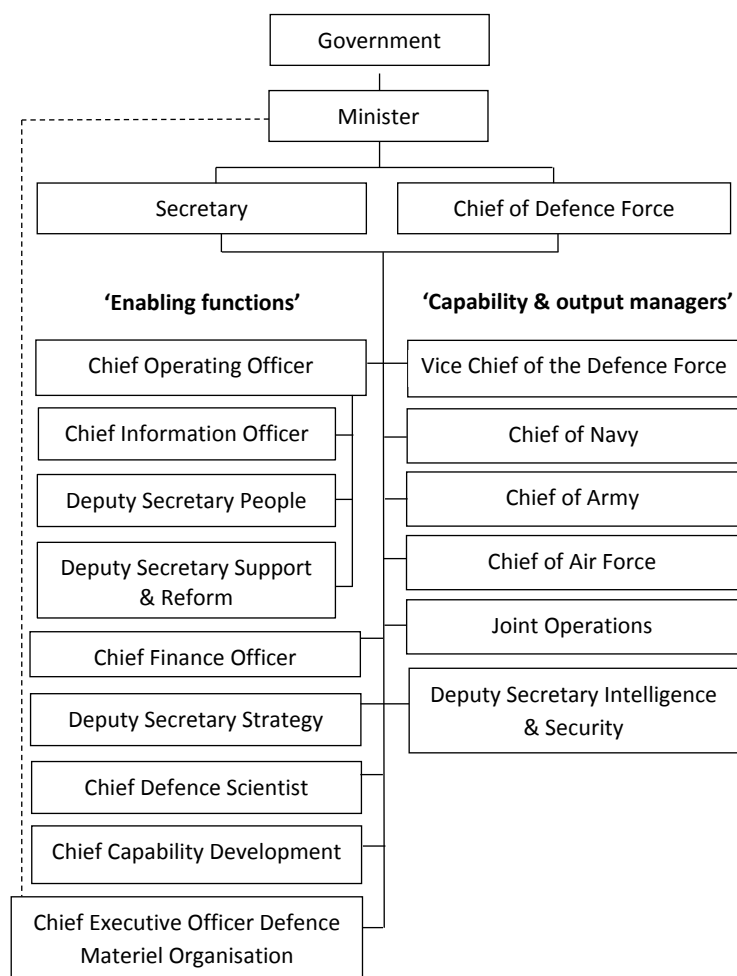 Government
Minister
Secretary
Chief of Defence Force
‘Enabling functions’
‘Capability & output managers’
Chief Operating Officer
Vice Chief of the Defence Force
Chief Information Officer
Chief of Navy
Deputy Secretary People
Chief of Army
Deputy Secretary Support
& Reform
Chief of Air Force
Joint Operations
Chief Finance Officer
Deputy Secretary Strategy
Deputy Secretary Intelligence
& Security
Chief Defence Scientist
Chief Capability Development
Chief Executive Officer Defence
Materiel Organisation